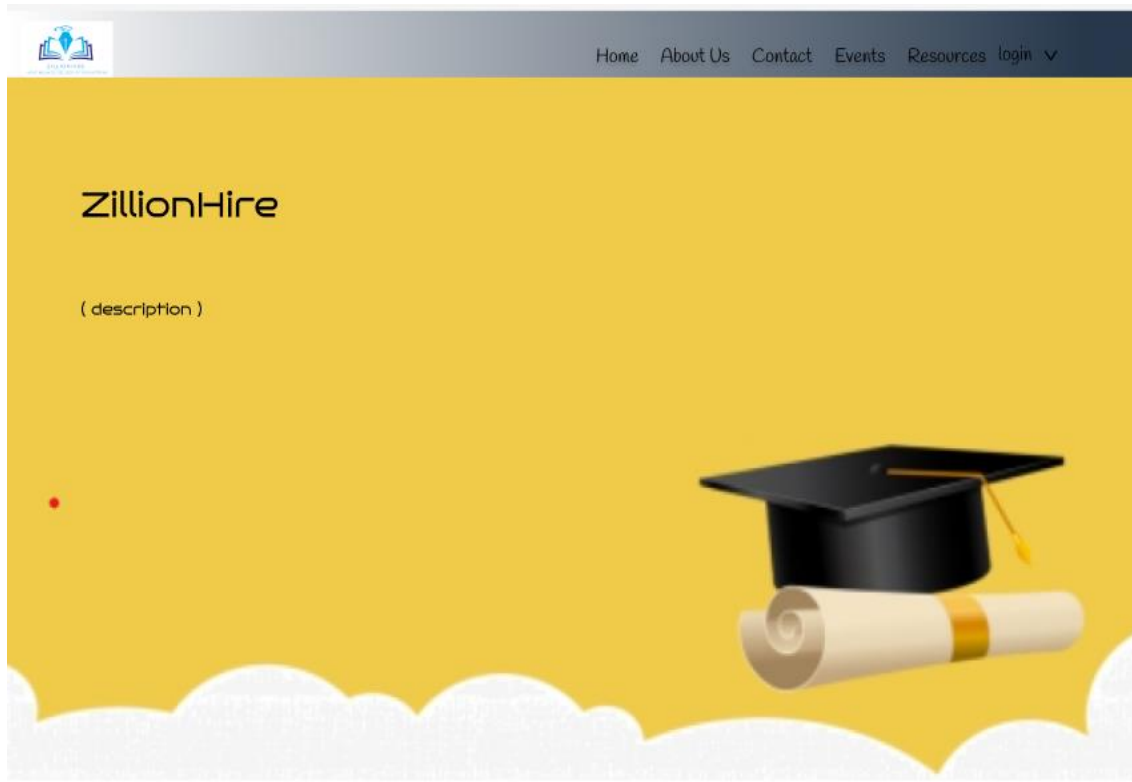 Home About Us Contact Events Resources login
ZillionHire
( description )